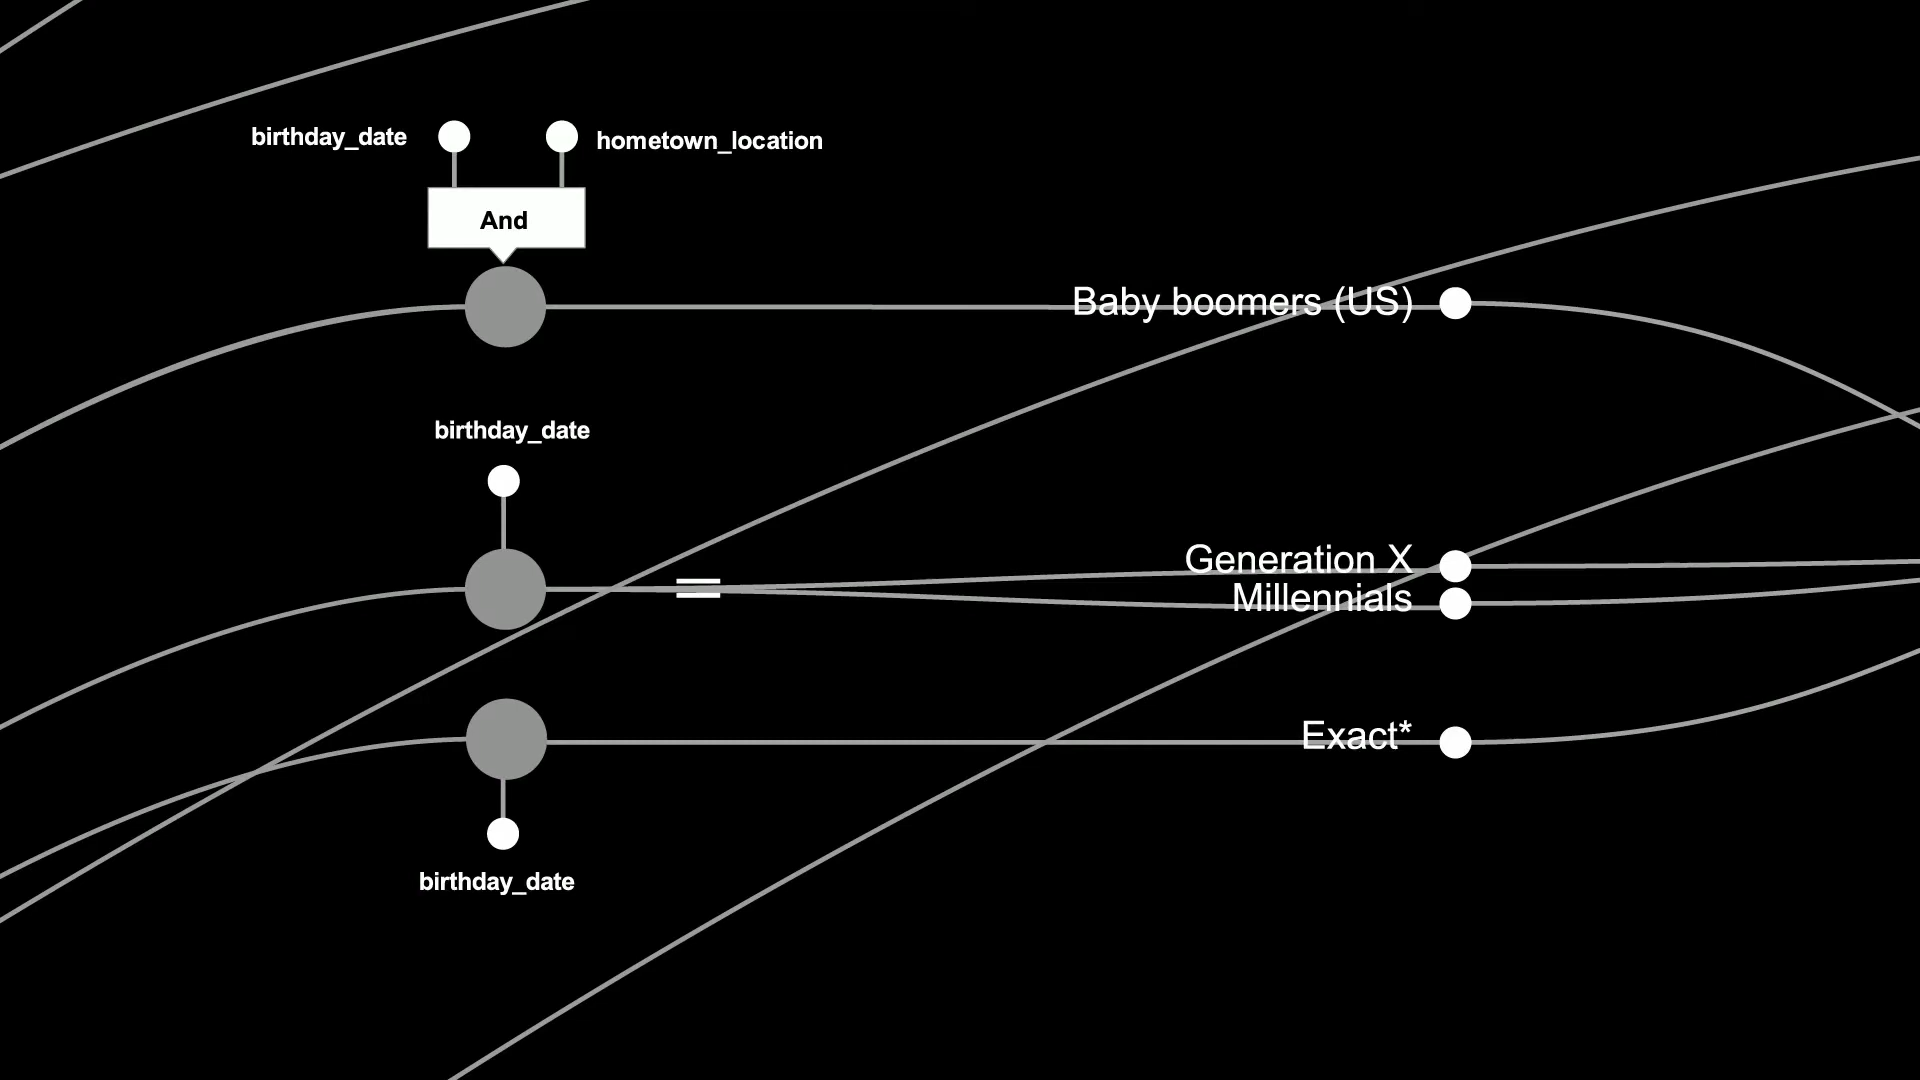 birthday_date
hometown_location
And
Baby boomers (US)
birthday_date
Generation X
Millennials
Exact*
birthday_date